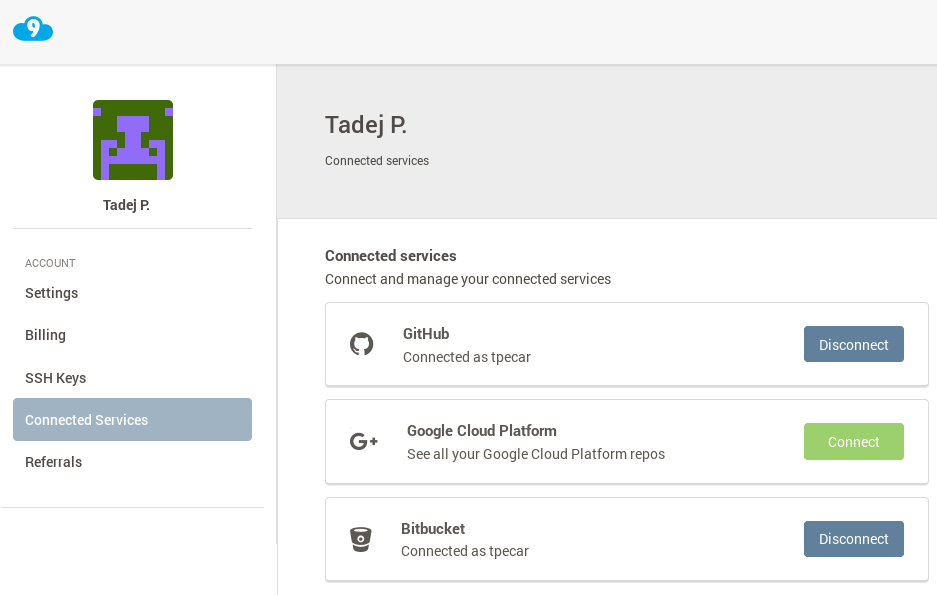 9
Tadej P.
ACCOUNT
Settings
Billing
SSH Keys
Connected Services
Referrals
Tadej P.
Connected services
Connected services
Connect and manage your connected services
GitHub
Connected as tpecar
Disconnect
G+
Google Cloud Platform
See all your Google Cloud Platform repos
Connect
Bitbucket
Connected as tpecar
Disconnect